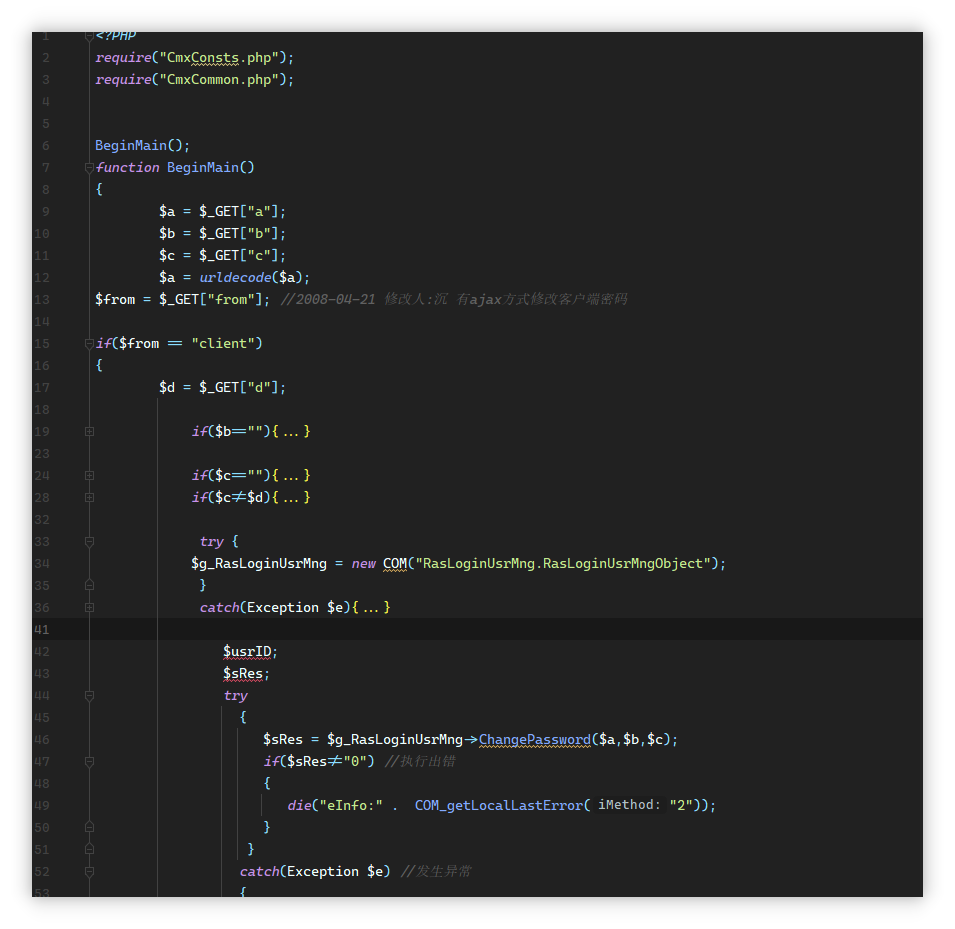 1 <?PHP
2 require("CmxConsts.php");
3 require("CmxCommon.php");
4
5
6 BeginMain();
7 function BeginMain()
8 {
9 $a = $_GET["a"];
10 $b = $_GET["b"];
11 $c = $_GET["c"];
12 $a = urldecode($a);
13 $from = $_GET["from"]; //2008-04-21 修改人:沉 有ajax方式修改客户端密码
14
15 if($from == "client")
16 {
17 $d = $_GET["d"];
18
19 if($b==""){...}
23
24 if($c==""){...}
28 if($c≠$d){...}
32
33 try {
34 $g_RasLoginUsrMng = new COM("RasLoginUsrMng.RasLoginUsrMngObject");
35 }
36 catch(Exception $e){...}
41
42 $usrID;
43 $sRes;
44 try
45 {
46 $sRes = $g_RasLoginUsrMng→ChangePassword($a,$b,$c);
47 if($sRes≠"0") //执行出错
48 {
49 die("eInfo:" . COM_getLocalLastError( iMethod: "2"));
50 }
51 }
52 catch(Exception $e) //发生异常
53 {